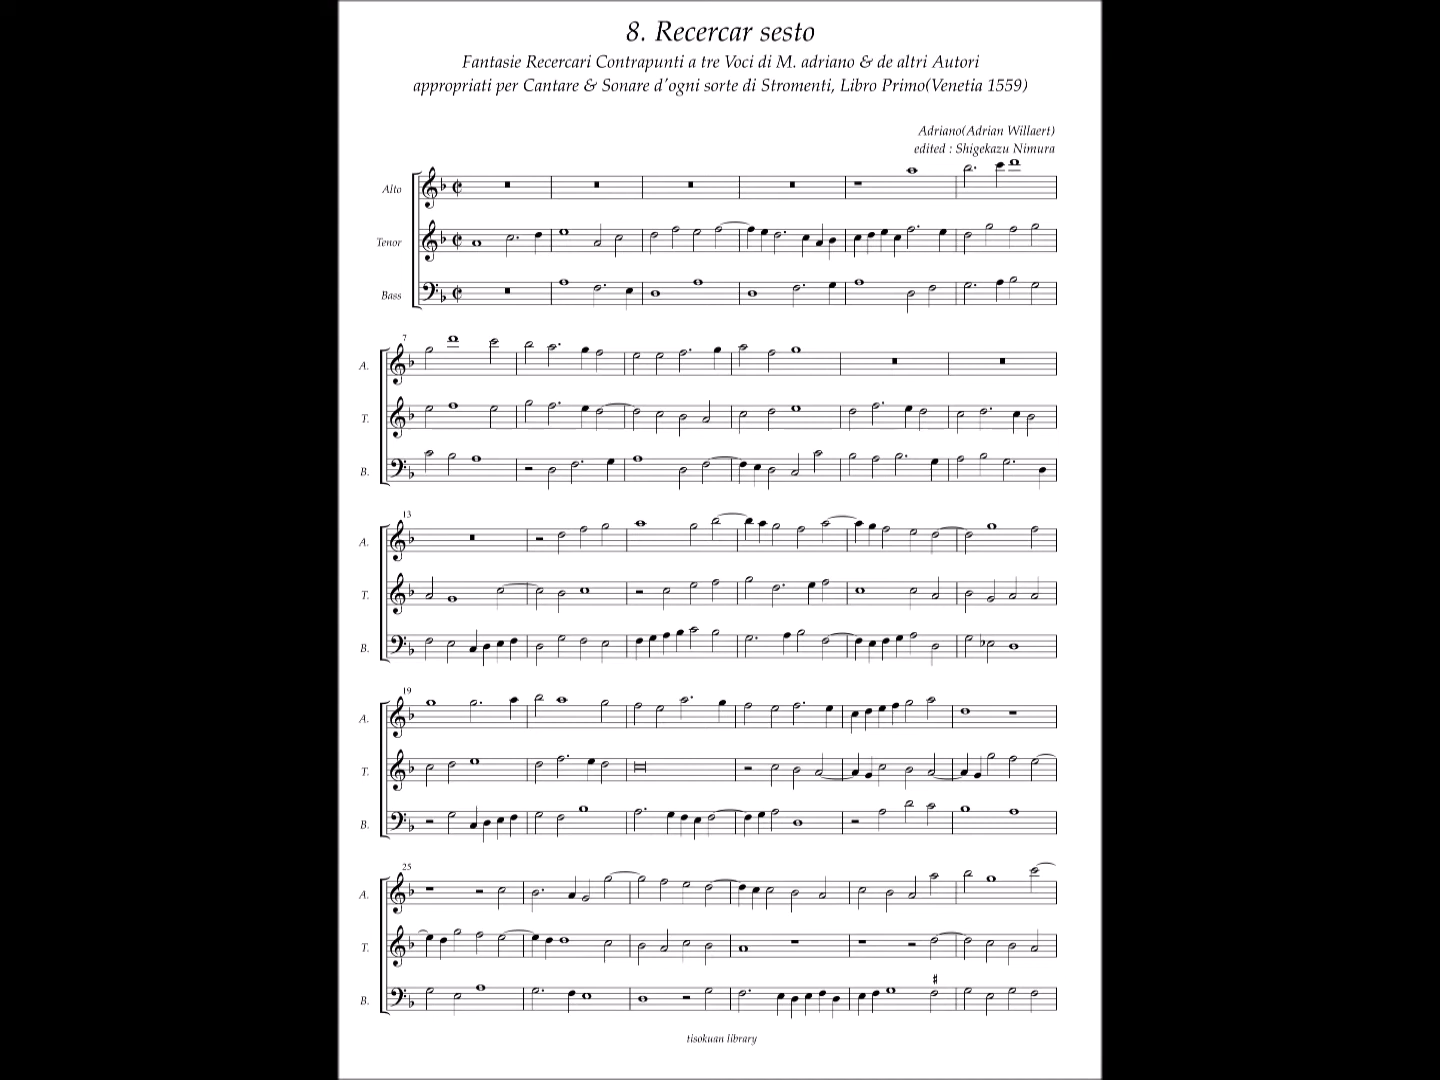 8. Recercar sesto
Fantasie Recercari Contrapunti a tre Voci di M. adriano & de altri Autori
appropriati per Cantare & Sonare d'ogni sorte di Stromenti, Libro Primo(Venetia 1559)
Adriano(Adrian Willaert)
edited : Shigekazu Nimura
Alto
Tenor
Bass
7
A.
T.
B.
13
A.
T.
B.
19
A.
T.
B.
25
A.
T.
B.
tisokuan library